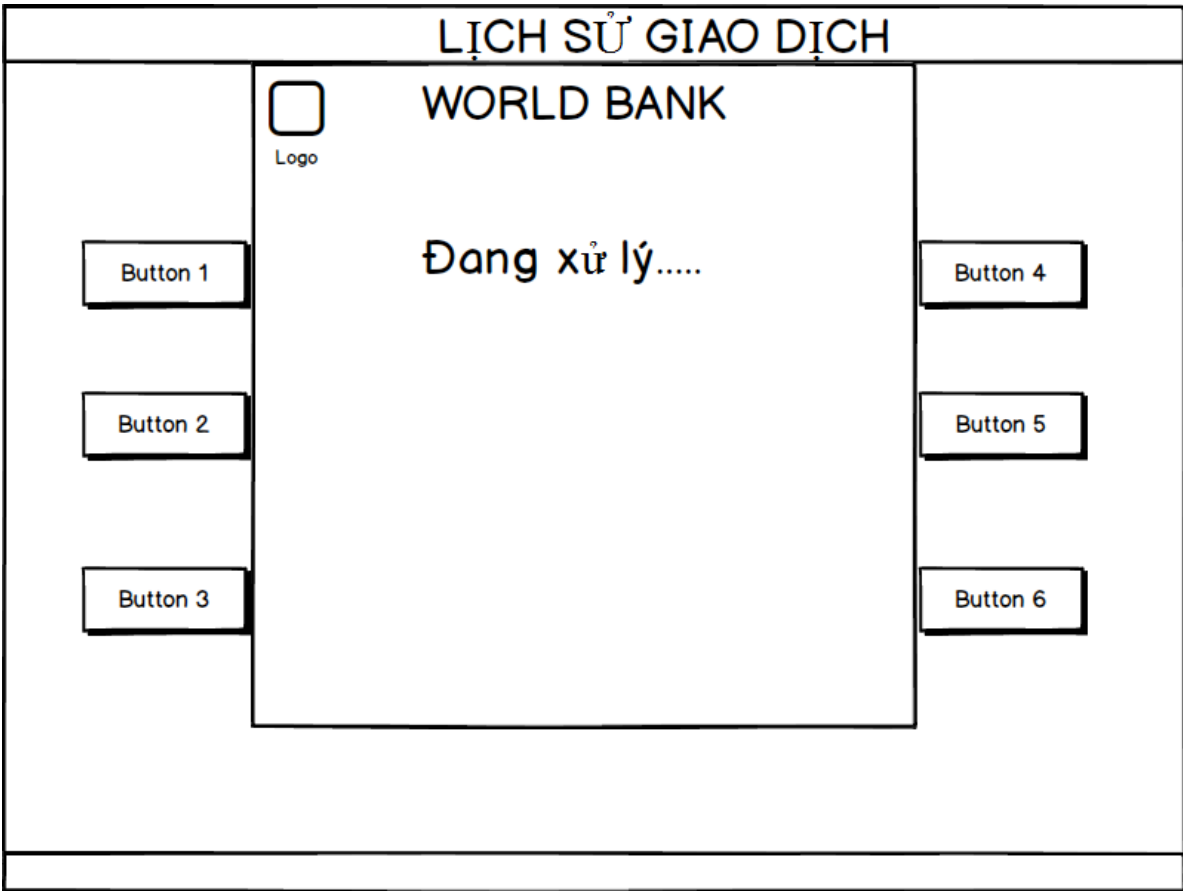 LỊCH SỬ GIAO DỊCH
WORLD BANK
Logo
Đang xử lý.....
Button 1
Button 4
Button 2
Button 5
Button 3
Button 6